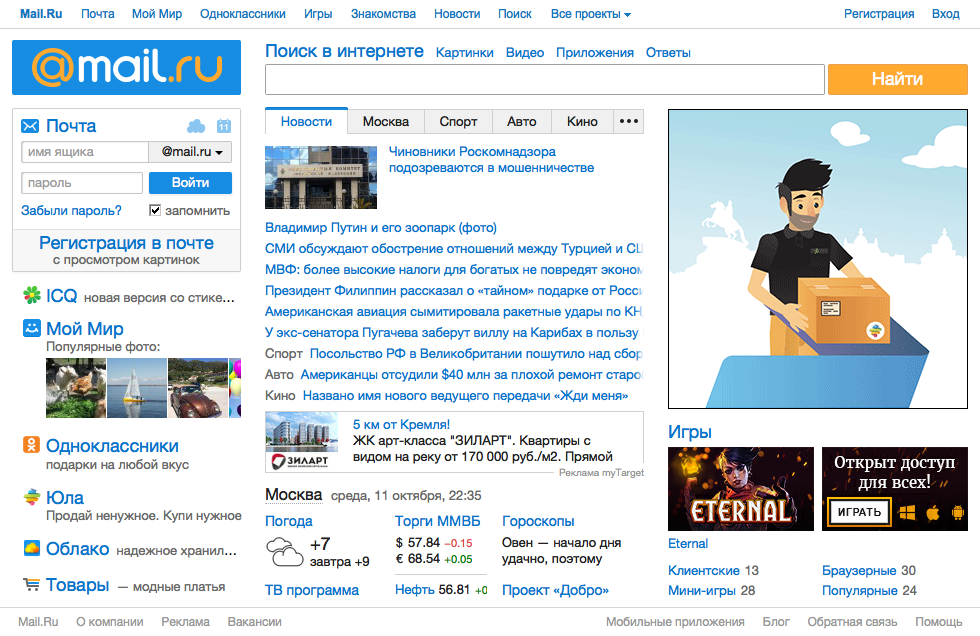 Mail.Ru Почта Мой Мир Одноклассники Игры Знакомства Новости Поиск Все проекты Регистрация Вход
@mail.ru
Поиск в интернете Картинки Видео Приложения Ответы
Найти
Почта 11
имя ящика @mail.ru
пароль Войти
Забыли пароль? запомнить
Регистрация в почте
с просмотром картинок
ICQ новая версия со стике...
Мой Мир
Популярные фото:
Одноклассники
подарки на любой вкус
Юла
Продай ненужное. Купи нужное
Облако надежное хранил...
Товары — модные платья
Новости Москва Спорт Авто Кино •••
Чиновники Роскомнадзора
подозреваются в мошенничестве
Владимир Путин и его зоопарк (фото)
СМИ обсуждают обострение отношений между Турцией и СШ
МВФ: более высокие налоги для богатых не повредят эконом
Президент Филиппин рассказал о «тайном» подарке от Росси
Американская авиация сымитировала ракетные удары по КН
У экс-сенатора Пугачева заберут виллу на Карибах в пользу
Спорт Посольство РФ в Великобритании пошутило над сбор
Авто Американцы отсудили $40 млн за плохой ремонт старо
Кино Названо имя нового ведущего передачи «Жди меня»
5 км от Кремля!
ЖК арт-класса "ЗИЛАРТ". Квартиры с
видом на реку от 170 000 руб./м2. Прямой
ЗИЛАРТ
Реклама myTarget
Москва среда, 11 октября, 22:35
Погода
+7
завтра +9
ТВ программа
Торги ММВБ
$ 57.84 −0.15
€ 68.54 +0.05
Нефть 56.81 +0
Гороскопы
Овен — начало дня
удачно, поэтому
Проект «Добро»
Игры
ETERNAL
Открыт доступ
для всех!
ИГРАТЬ
Eternal
Клиентские 13 Браузерные 30
Мини-игры 28 Популярные 24
Mail.Ru О компании Реклама Вакансии Мобильные приложения Блог Обратная связь Помощь